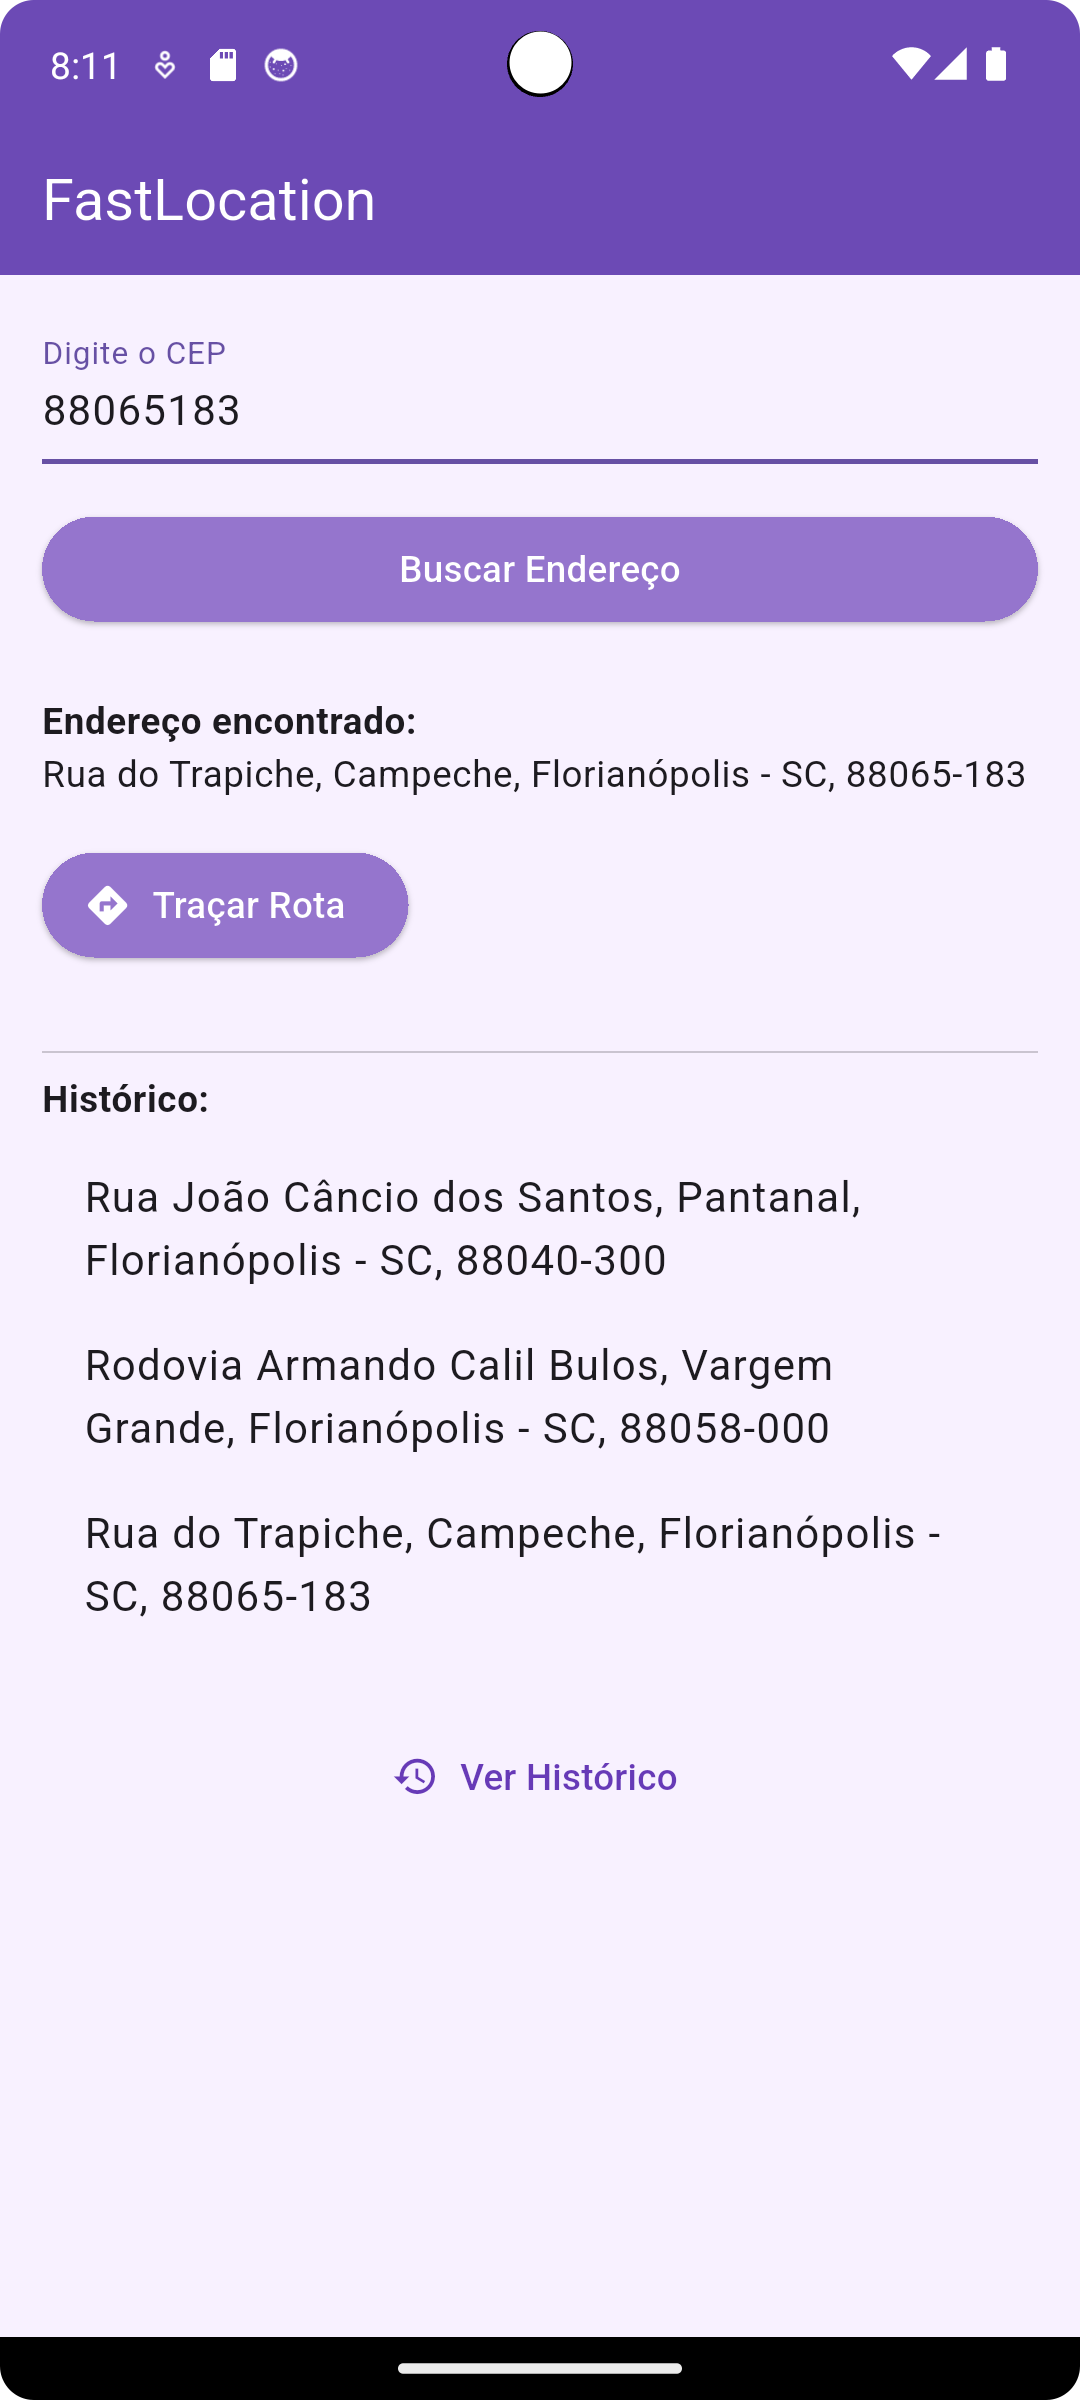 8:11
FastLocation
Digite o CEP
88065183
Buscar Endereço
Endereço encontrado:
Rua do Trapiche, Campeche, Florianópolis - SC, 88065-183
Traçar Rota
Histórico:
Rua João Câncio dos Santos, Pantanal,
Florianópolis - SC, 88040-300
Rodovia Armando Calil Bulos, Vargem
Grande, Florianópolis - SC, 88058-000
Rua do Trapiche, Campeche, Florianópolis -
SC, 88065-183
Ver Histórico